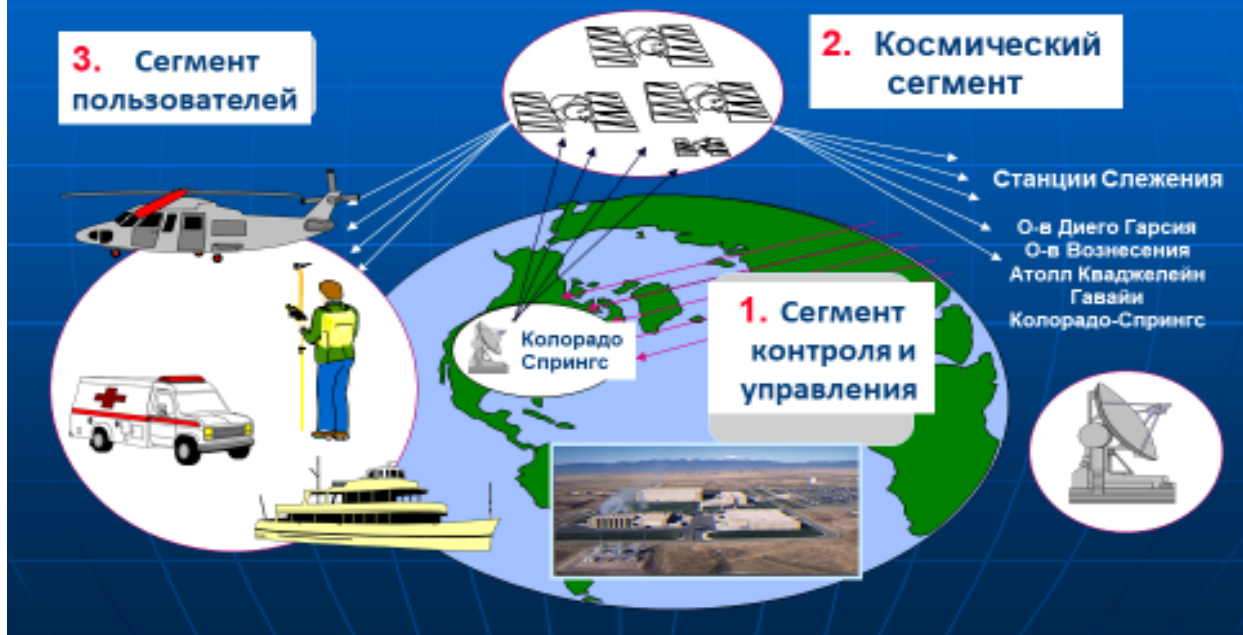 3. Сегмент
пользователей
2. Космический
сегмент
Станции Слежения
О-в Диего Гарсия
О-в Вознесения
Атолл Кваджелейн
Гавайи
Колорадо-Спрингс
1. Сегмент
контроля и
управления
Колорадо
Спрингс